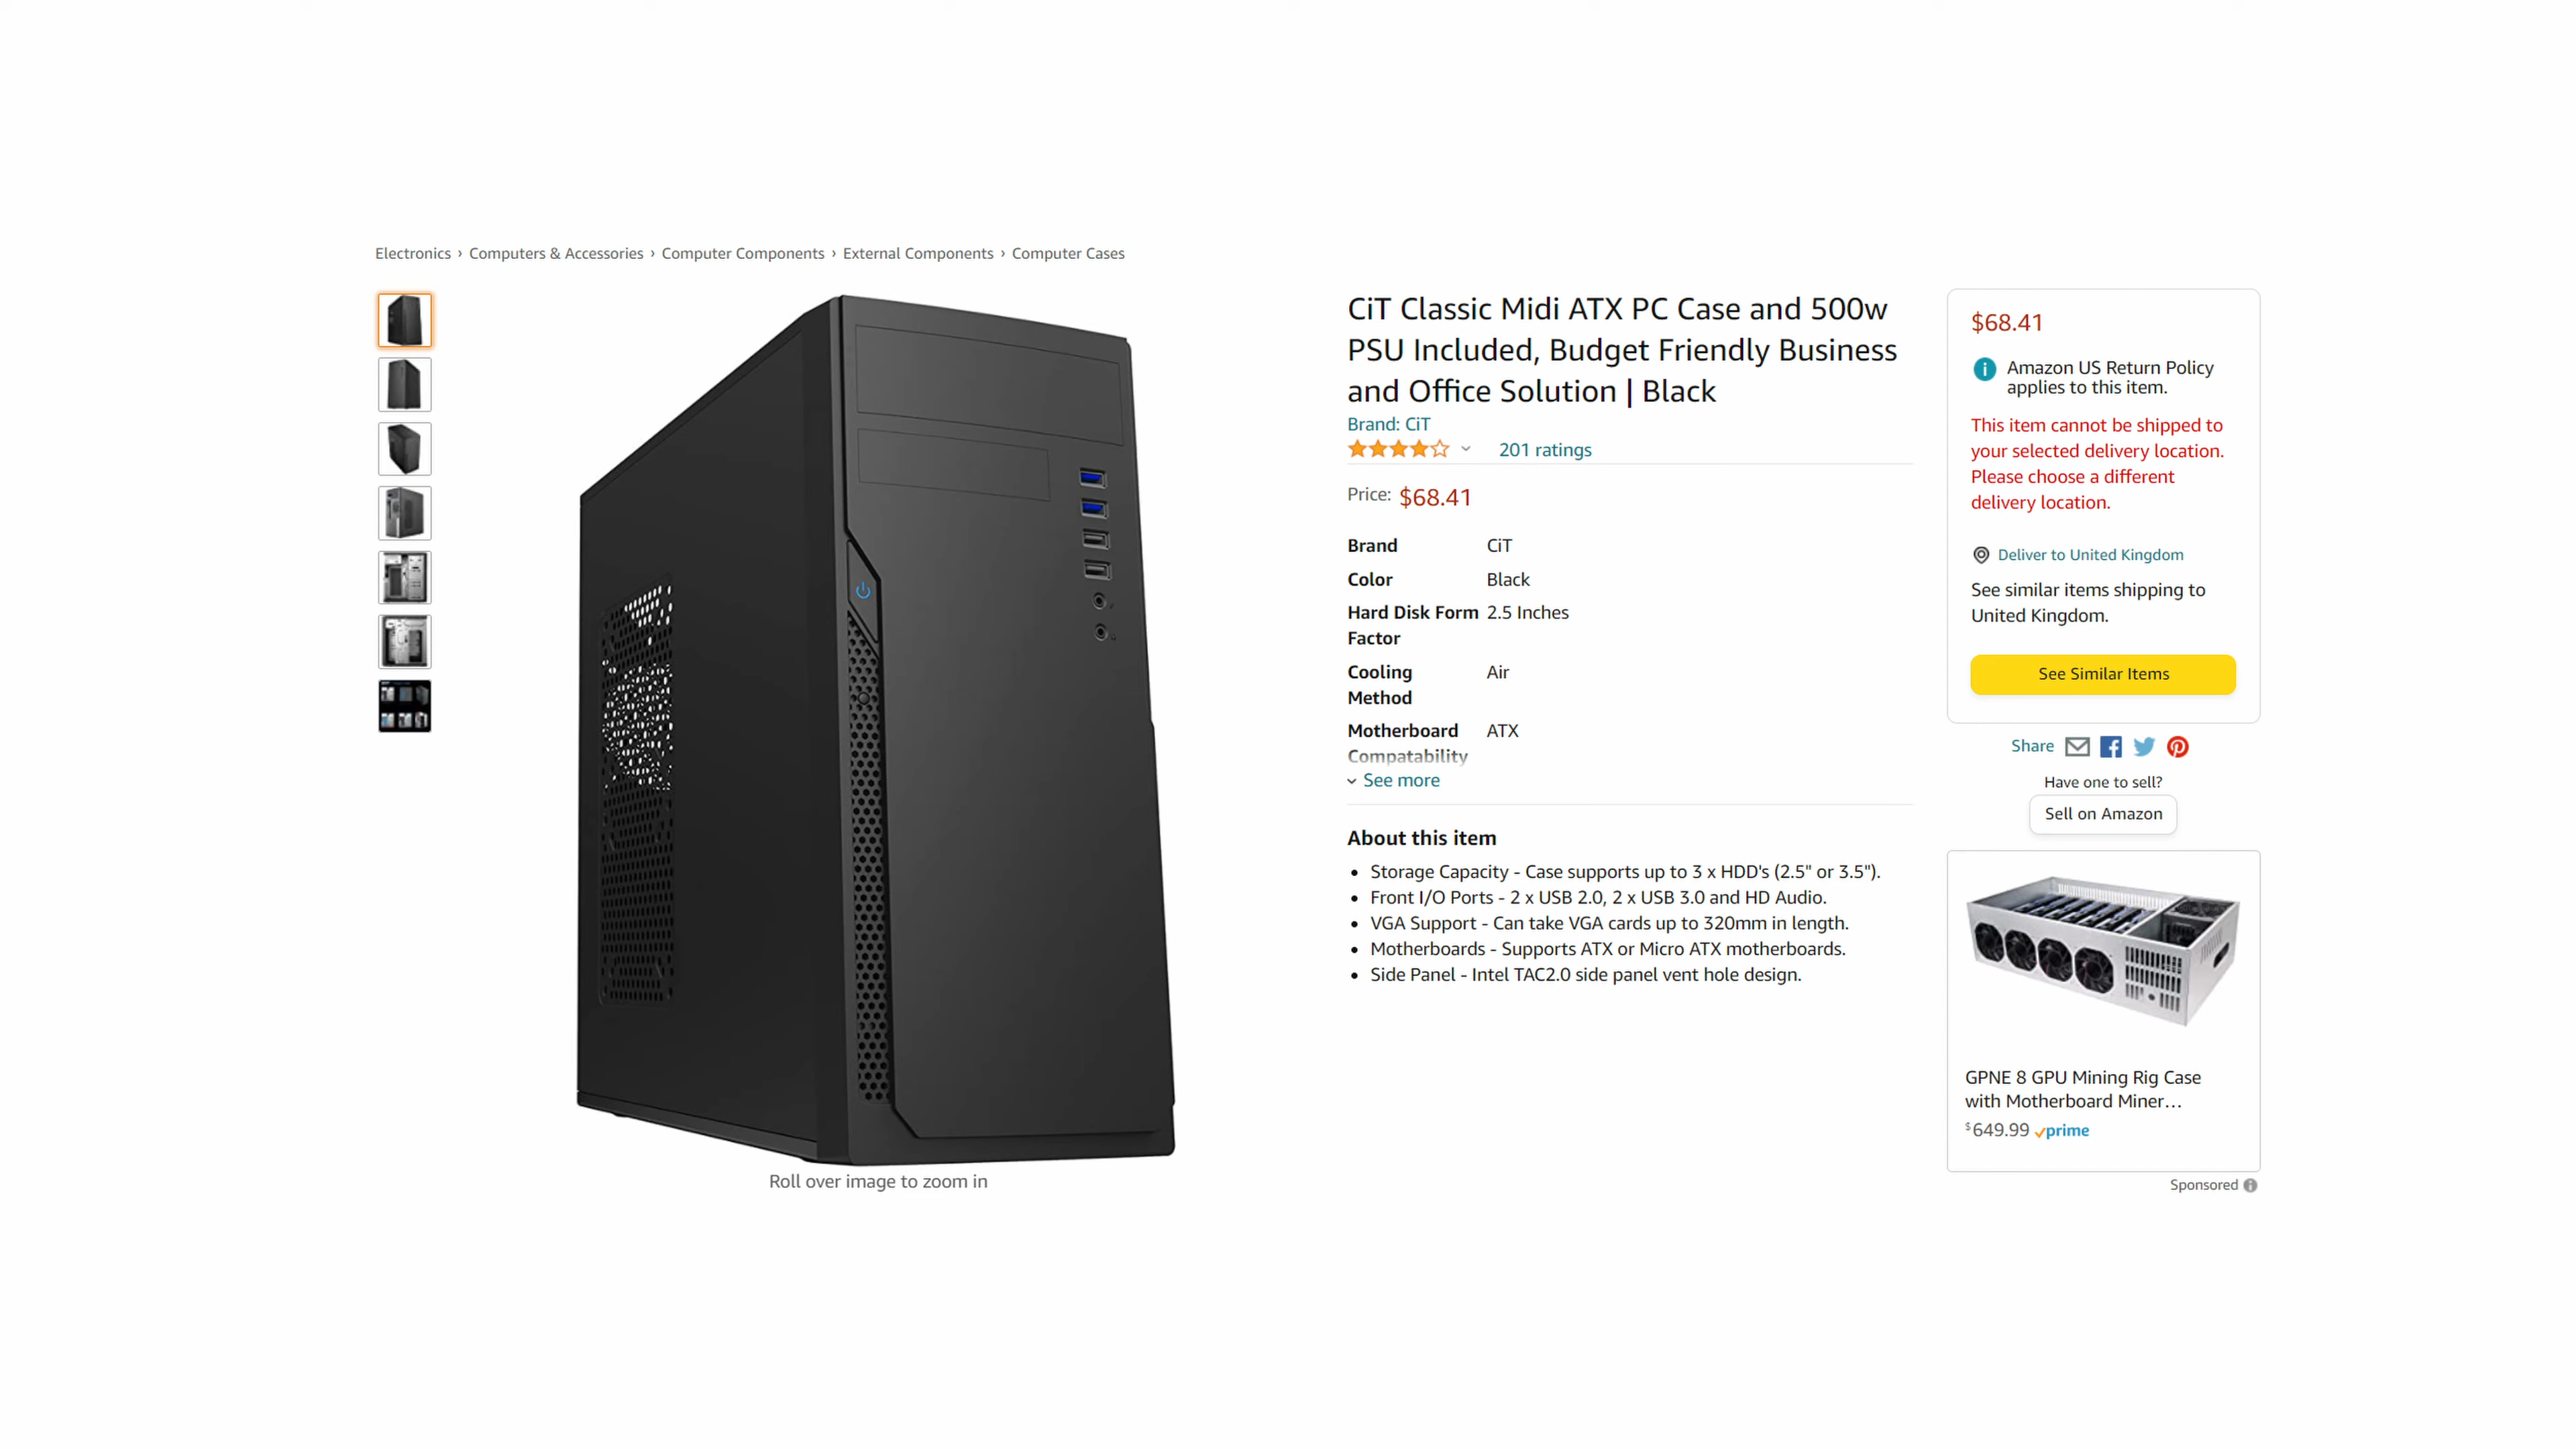 Electronics › Computers & Accessories › Computer Components › External Components › Computer Cases
Roll over image to zoom in
CiT Classic Midi ATX PC Case and 500w
PSU Included, Budget Friendly Business
and Office Solution | Black
Brand: CiT
201 ratings
Price: $68.41
Brand CiT
Color Black
Hard Disk Form 2.5 Inches
Factor
Cooling Air
Method
Motherboard ATX
Compatability
See more
About this item
• Storage Capacity - Case supports up to 3 x HDD's (2.5" or 3.5").
• Front I/O Ports - 2 x USB 2.0, 2 x USB 3.0 and HD Audio.
• VGA Support - Can take VGA cards up to 320mm in length.
• Motherboards - Supports ATX or Micro ATX motherboards.
• Side Panel - Intel TAC2.0 side panel vent hole design.
$68.41
Amazon US Return Policy
applies to this item.
This item cannot be shipped to
your selected delivery location.
Please choose a different
delivery location.
Deliver to United Kingdom
See similar items shipping to
United Kingdom.
See Similar Items
Share
Have one to sell?
Sell on Amazon
GPNE 8 GPU Mining Rig Case
with Motherboard Miner...
$649.99 prime
Sponsored